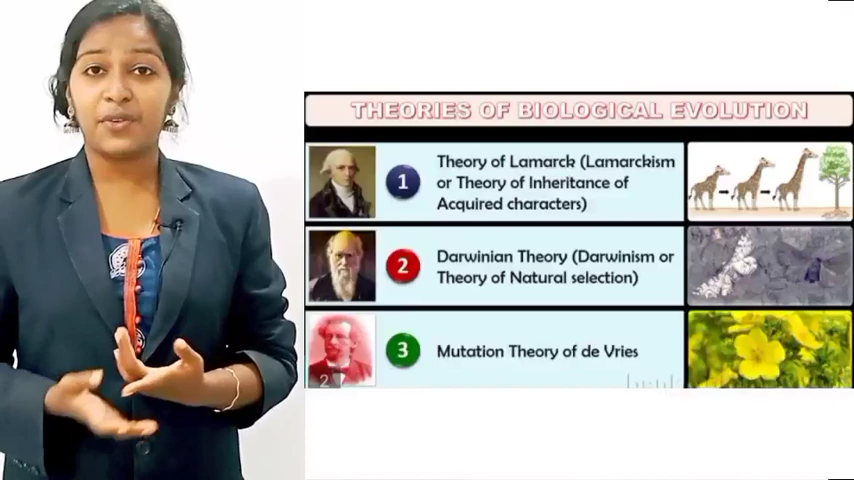 THEORIES OF BIOLOGICAL EVOLUTION
1
Theory of Lamarck (Lamarckism
or Theory of Inheritance of
Acquired characters)
2
Darwinian Theory (Darwinism or
Theory of Natural selection)
3
Mutation Theory of de Vries
2